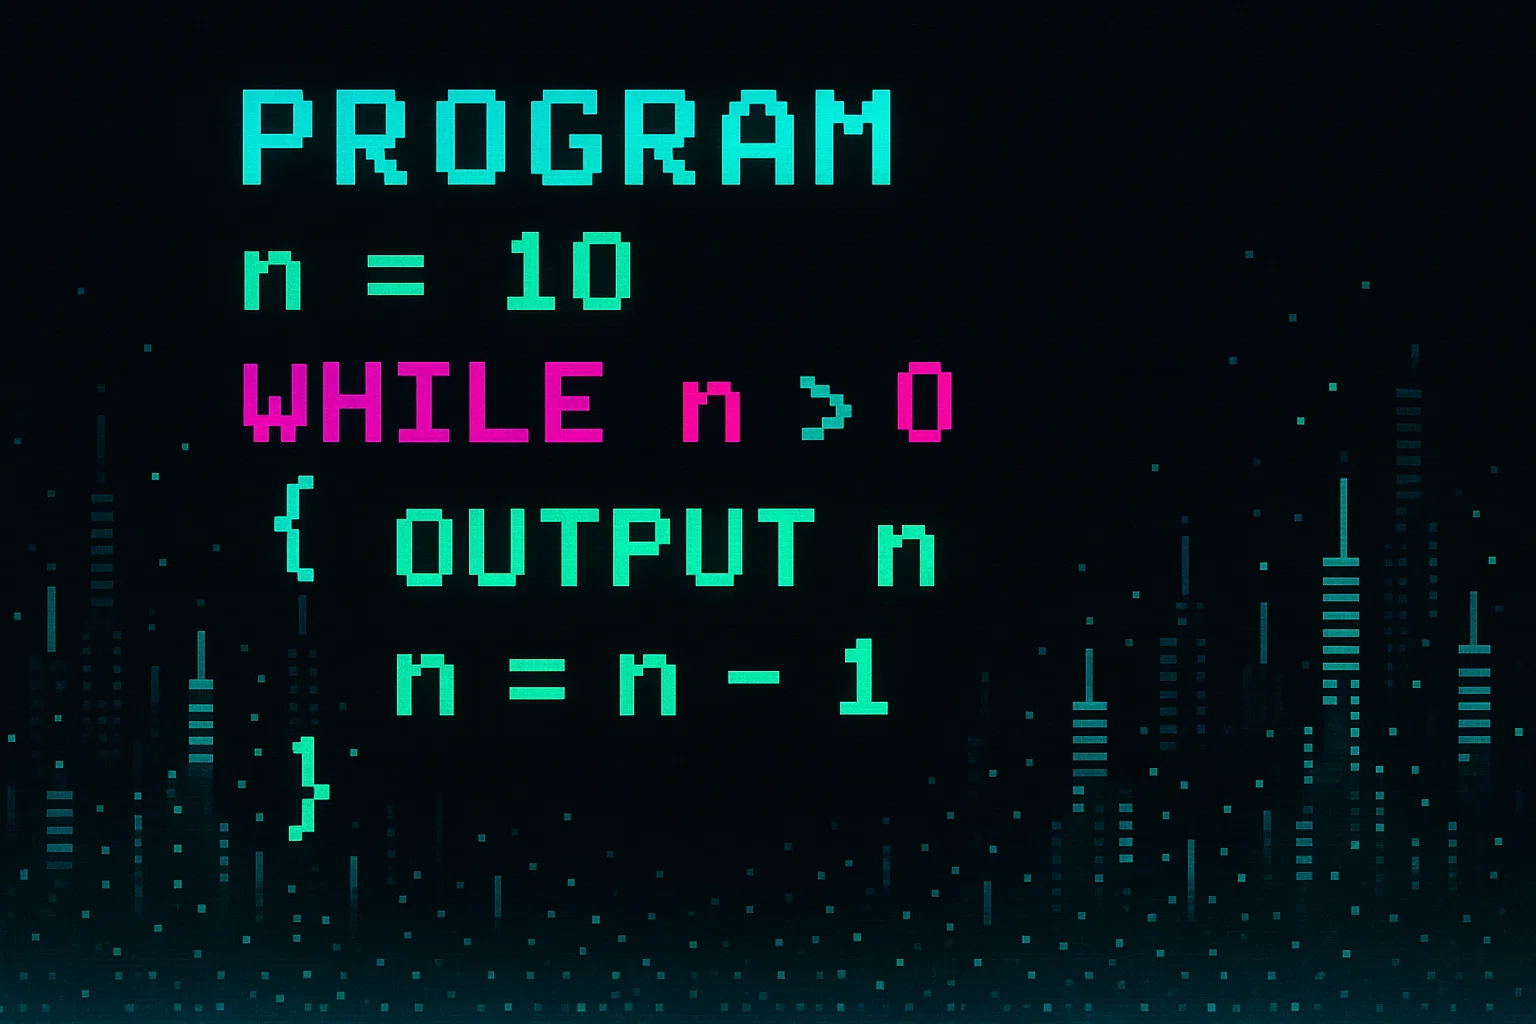 PROGRAM
n = 10
WHILE n > 0
{ OUTPUT n
n = n - 1
}